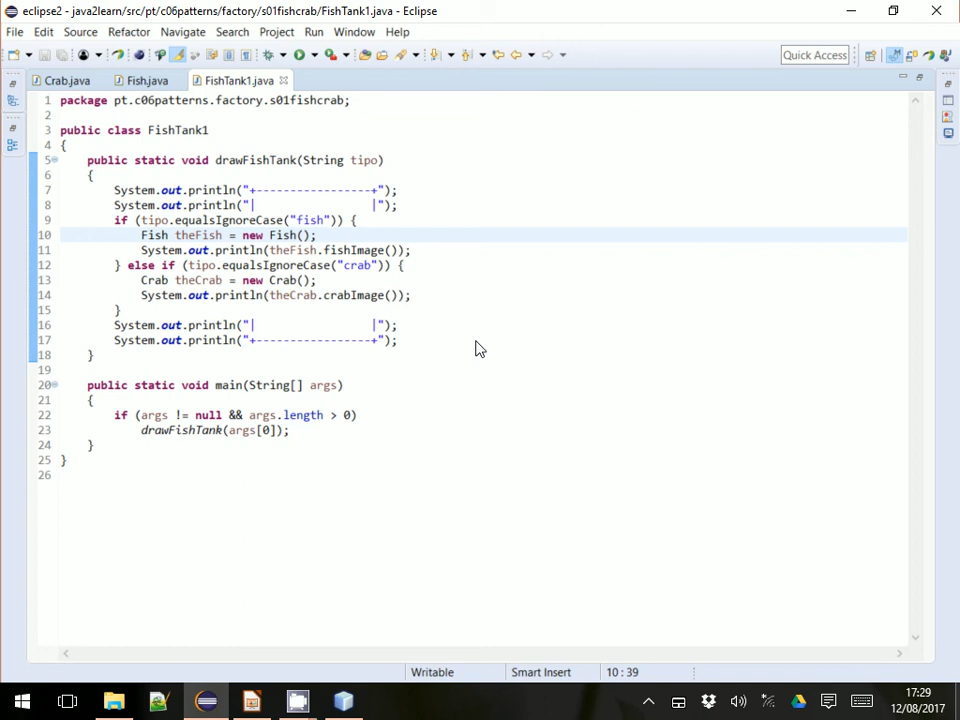 eclipse2 - java2learn/src/pt/c06patterns/factory/s01fishcrab/FishTank1.java - Eclipse
File Edit Source Refactor Navigate Search Project Run Window Help
Quick Access
Crab.java Fish.java FishTank1.java
1 package pt.c06patterns.factory.s01fishcrab;
2
3 public class FishTank1
4 {
5 public static void drawFishTank(String tipo)
6 {
7 System.out.println("+-----------------+");
8 System.out.println("|                 |");
9 if (tipo.equalsIgnoreCase("fish")) {
10 Fish theFish = new Fish();
11 System.out.println(theFish.fishImage());
12 } else if (tipo.equalsIgnoreCase("crab")) {
13 Crab theCrab = new Crab();
14 System.out.println(theCrab.crabImage());
15 }
16 System.out.println("|                 |");
17 System.out.println("+-----------------+");
18 }
19
20 public static void main(String[] args)
21 {
22 if (args != null && args.length > 0)
23 drawFishTank(args[0]);
24 }
25 }
26
Writable Smart Insert 10 : 39
17:29
12/08/2017